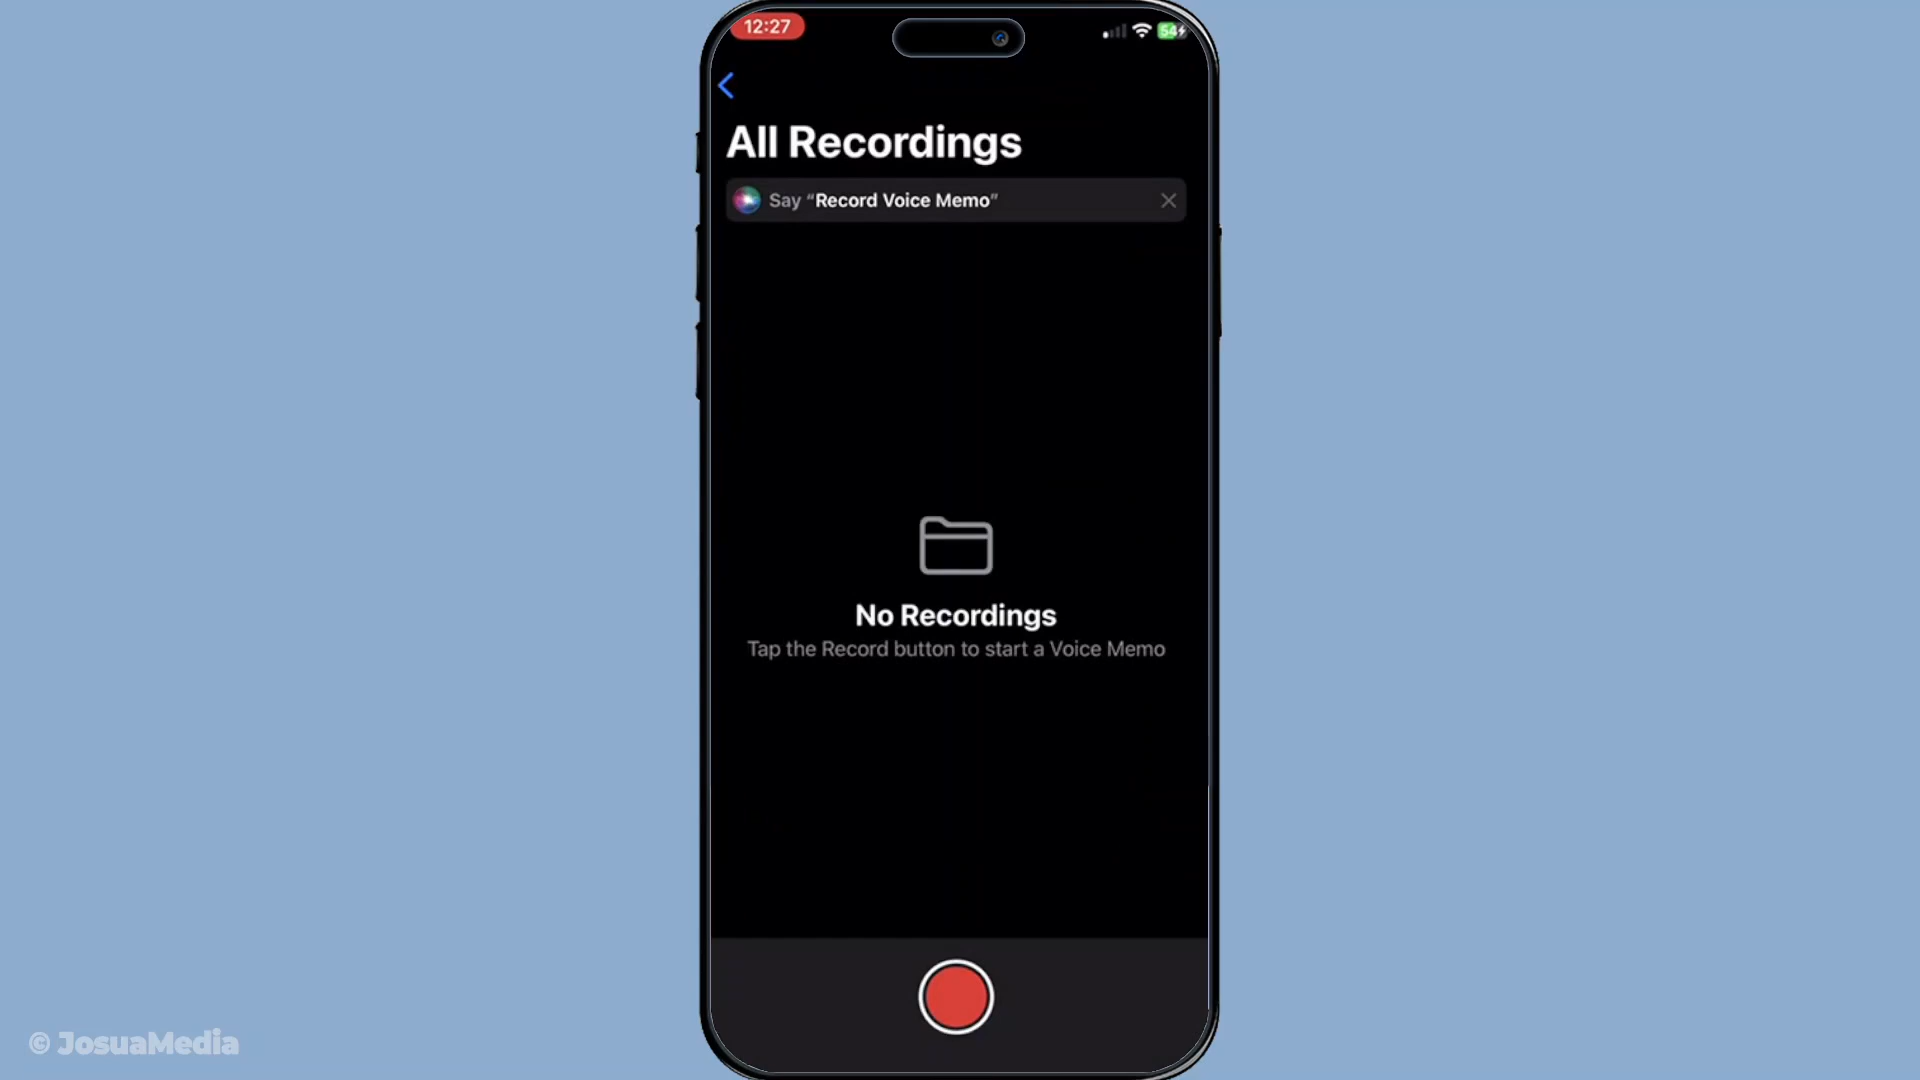 12:27
54
All Recordings
Say “Record Voice Memo”
No Recordings
Tap the Record button to start a Voice Memo
© JosuaMedia